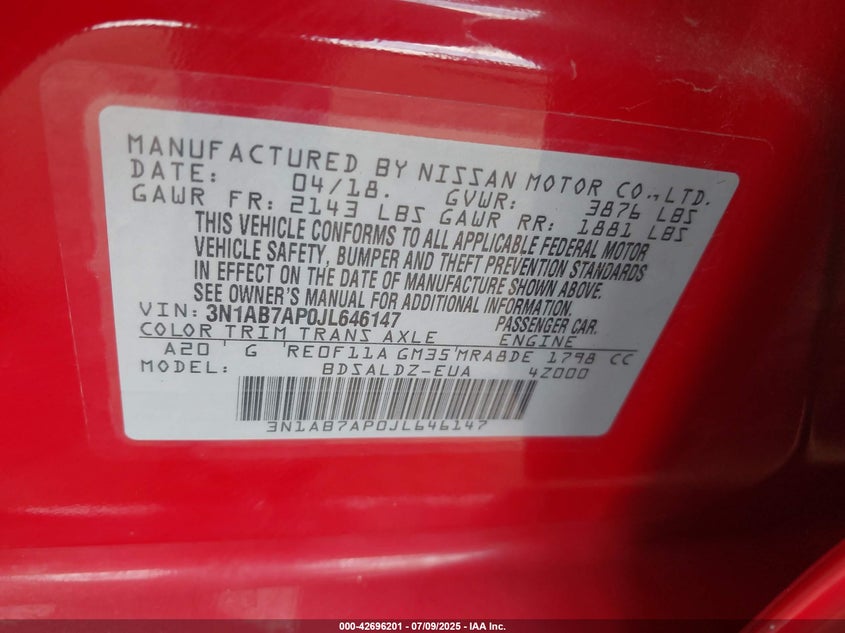 MANUFACTURED BY NISSAN MOTOR CO., LTD.
DATE: 04/18. GVWR: 3876 LBS
GAWR FR: 2143 LBS GAWR RR: 1881 LBS
THIS VEHICLE CONFORMS TO ALL APPLICABLE FEDERAL MOTOR
VEHICLE SAFETY, BUMPER AND THEFT PREVENTION STANDARDS
IN EFFECT ON THE DATE OF MANUFACTURE SHOWN ABOVE.
SEE OWNER'S MANUAL FOR ADDITIONAL INFORMATION.
VIN: 3N1AB7AP0JL646147 PASSENGER CAR.
COLOR TRIM TRANS AXLE ENGINE
A20 G RE0F11A GM35 MRA8DE 1798 CC
MODEL: BDSALDZ-EUA 4Z000
3N1AB7AP0JL646147
000-42696201 - 07/09/2025 - IAA Inc.